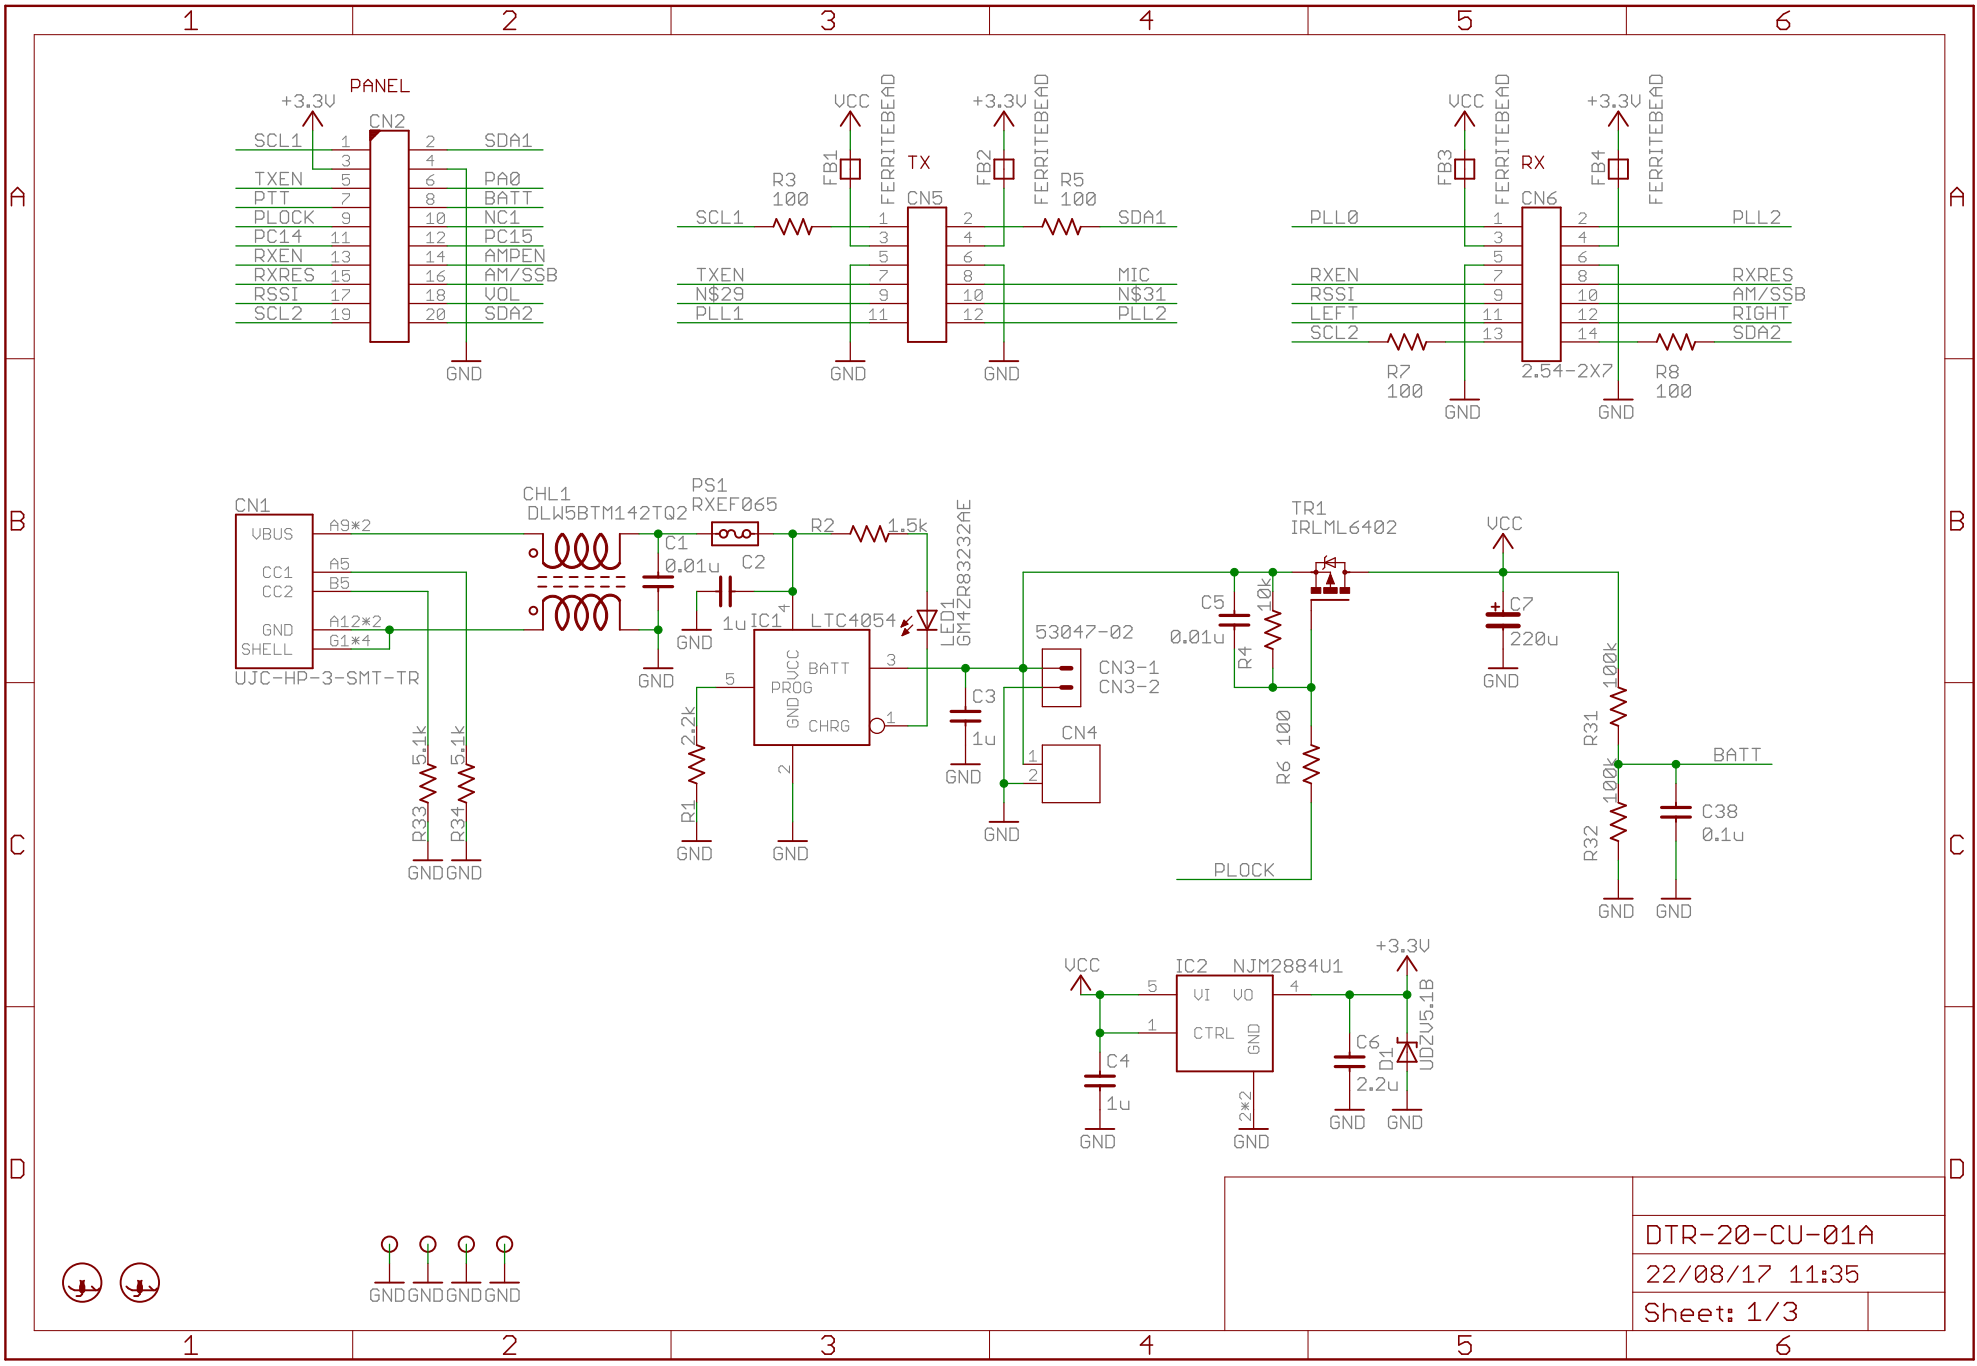 1 2 3 4 5 6
A A
B B
C C
D D
PANEL
+3.3V
CN2
SCL1 1 2 SDA1
3 4
TXEN 5 6 PA0
PTT 7 8 BATT
PLOCK 9 10 NC1
PC14 11 12 PC15
RXEN 13 14 AMPEN
RXRES 15 16 AM/SSB
RSSI 17 18 VOL
SCL2 19 20 SDA2
GND
VCC
FB1
FERRITEBEAD
TX
+3.3V
FB2
FERRITEBEAD
R3
100
R5
100
CN5
SCL1 1 2 SDA1
3 4
5 6
TXEN 7 8 MIC
N$29 9 10 N$31
PLL1 11 12 PLL2
GND GND
VCC
FB3
FERRITEBEAD
RX
+3.3V
FB4
FERRITEBEAD
CN6
PLL0 1 2 PLL2
3 4
5 6
RXEN 7 8 RXRES
RSSI 9 10 AM/SSB
LEFT 11 12 RIGHT
SCL2 13 14 SDA2
2.54-2X7
R7
100
R8
100
GND GND
CN1
VBUS A9*2
CC1 A5
CC2 B5
GND A12*2
SHELL G1*4
UJC-HP-3-SMT-TR
R33 5.1k
R34 5.1k
GND GND
CHL1
DLW5BTM142TQ2
PS1
RXEF065
C1
0.01u
GND
C2
1u
GND
R2 1.5k
LED1
GM4ZR83232AE
IC1 LTC4054
4
VCC
BATT 3
5 PROG
GND
CHRG 1
2
R1 2.2k
GND GND
C3
1u
GND
53047-02
CN3-1
CN3-2
CN4
1
2
GND
C5
0.01u
R4 10k
TR1
IRLML6402
R6 100
PLOCK
VCC
C7
+
220u
GND
R31 100k
R32 100k
BATT
C38
0.1u
GND GND
VCC
IC2 NJM2884U1
5 VI VO 4
1 CTRL
GND
2*2
GND
C4
1u
GND
+3.3V
C6
2.2u
D1
UDZV5.1B
GND GND
GND GND GND GND
DTR-20-CU-01A
22/08/17 11:35
Sheet: 1/3
1 2 3 4 5 6